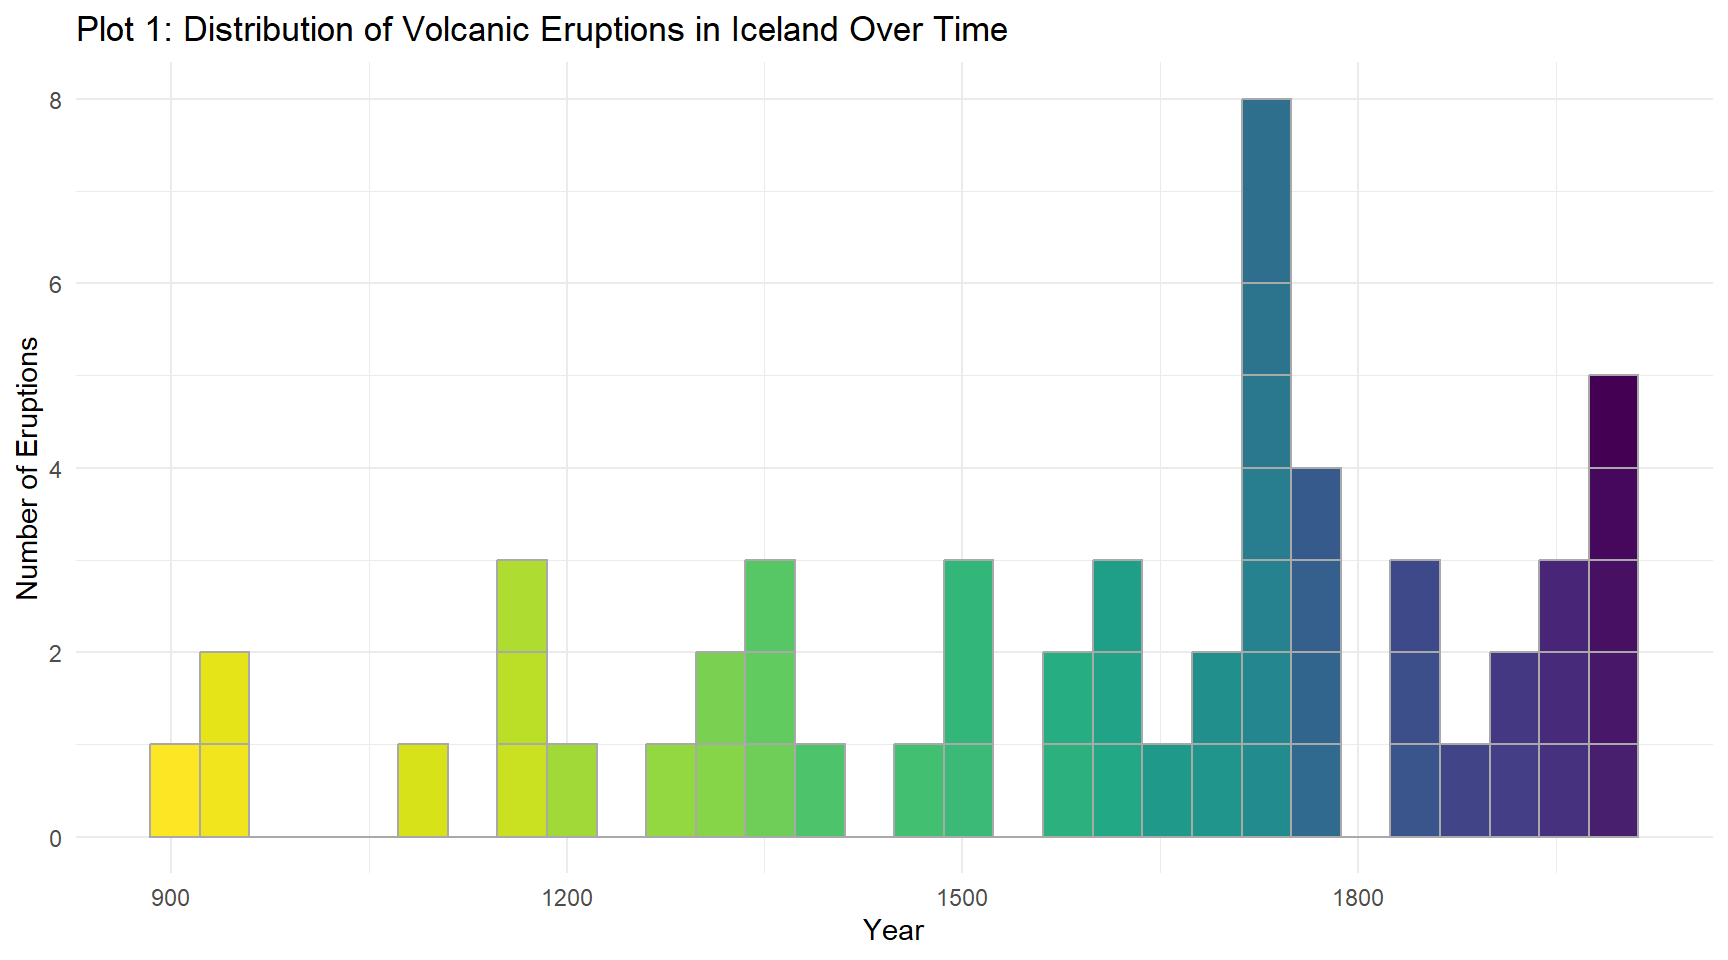 Plot 1: Distribution of Volcanic Eruptions in Iceland Over Time
Number of Eruptions
8
6
4
2
0
900 1200 1500 1800
Year